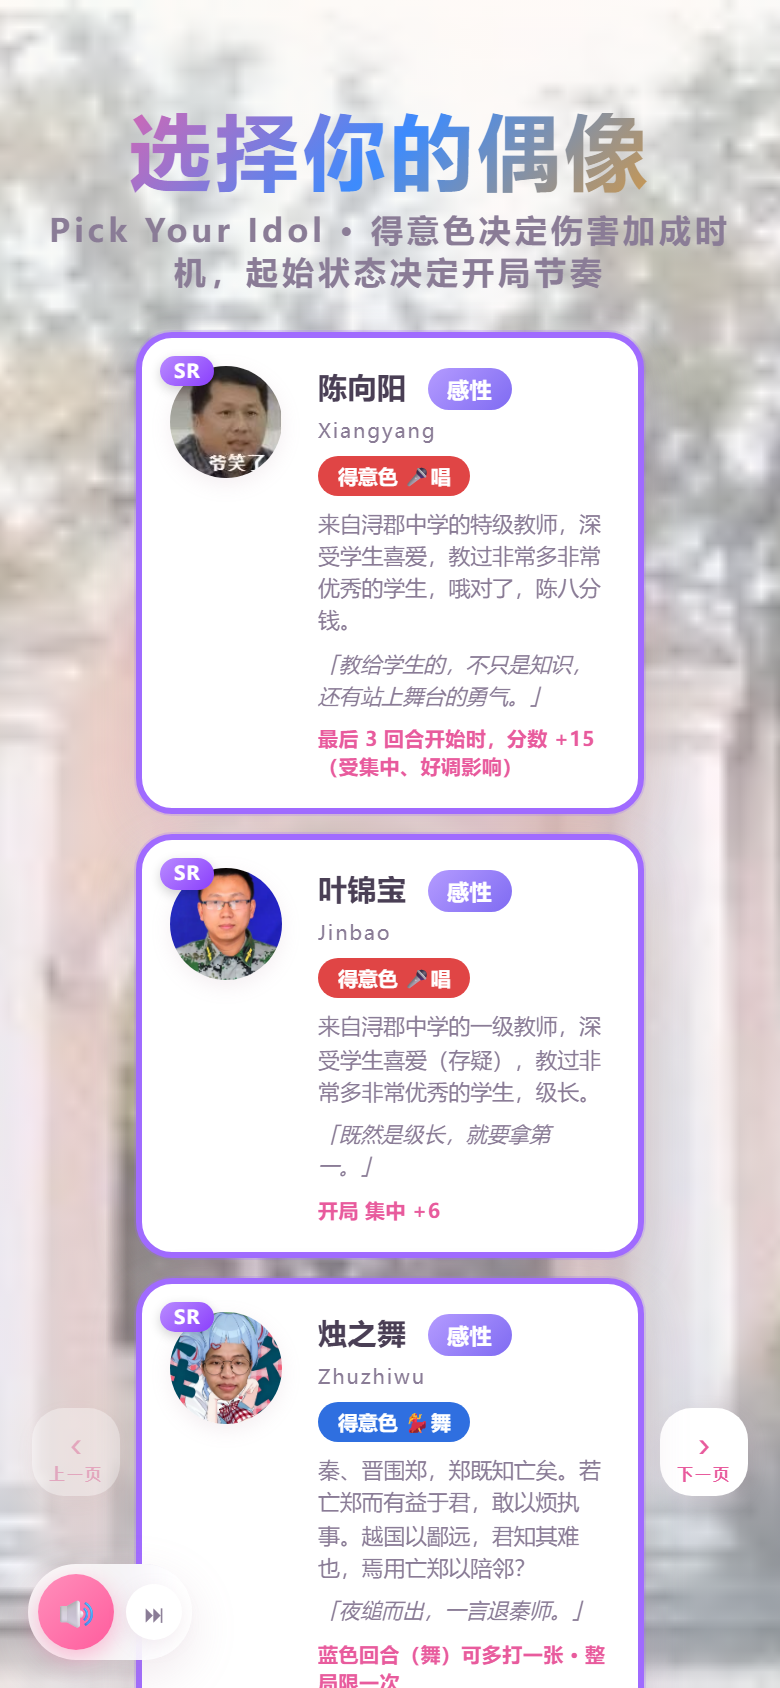 选择你的偶像
Pick Your Idol • 得意色决定伤害加成时
机，起始状态决定开局节奏
SR
爷笑了
陈向阳 感性
Xiangyang
得意色 🎤唱
来自浔郡中学的特级教师，深
受学生喜爱，教过非常多非常
优秀的学生，哦对了，陈八分
钱。
「教给学生的，不只是知识，
还有站上舞台的勇气。」
最后 3 回合开始时，分数 +15
（受集中、好调影响）
SR
叶锦宝 感性
Jinbao
得意色 🎤唱
来自浔郡中学的一级教师，深
受学生喜爱（存疑），教过非
常多非常优秀的学生，级长。
「既然是级长，就要拿第
一。」
开局 集中 +6
SR
烛之舞 感性
Zhuzhiwu
得意色 💃舞
秦、晋围郑，郑既知亡矣。若
亡郑而有益于君，敢以烦执
事。越国以鄙远，君知其难
也，焉用亡郑以陪邻？
「夜缒而出，一言退秦师。」
蓝色回合（舞）可多打一张 • 整
局限一次
‹
上一页
›
下一页